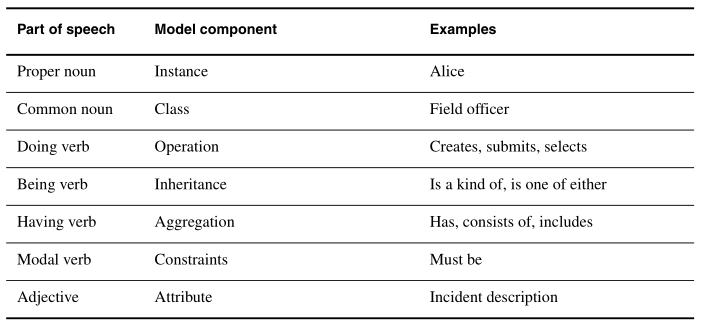 Part of speech Model component Examples
Proper noun Instance Alice
Common noun Class Field officer
Doing verb Operation Creates, submits, selects
Being verb Inheritance Is a kind of, is one of either
Having verb Aggregation Has, consists of, includes
Modal verb Constraints Must be
Adjective Attribute Incident description